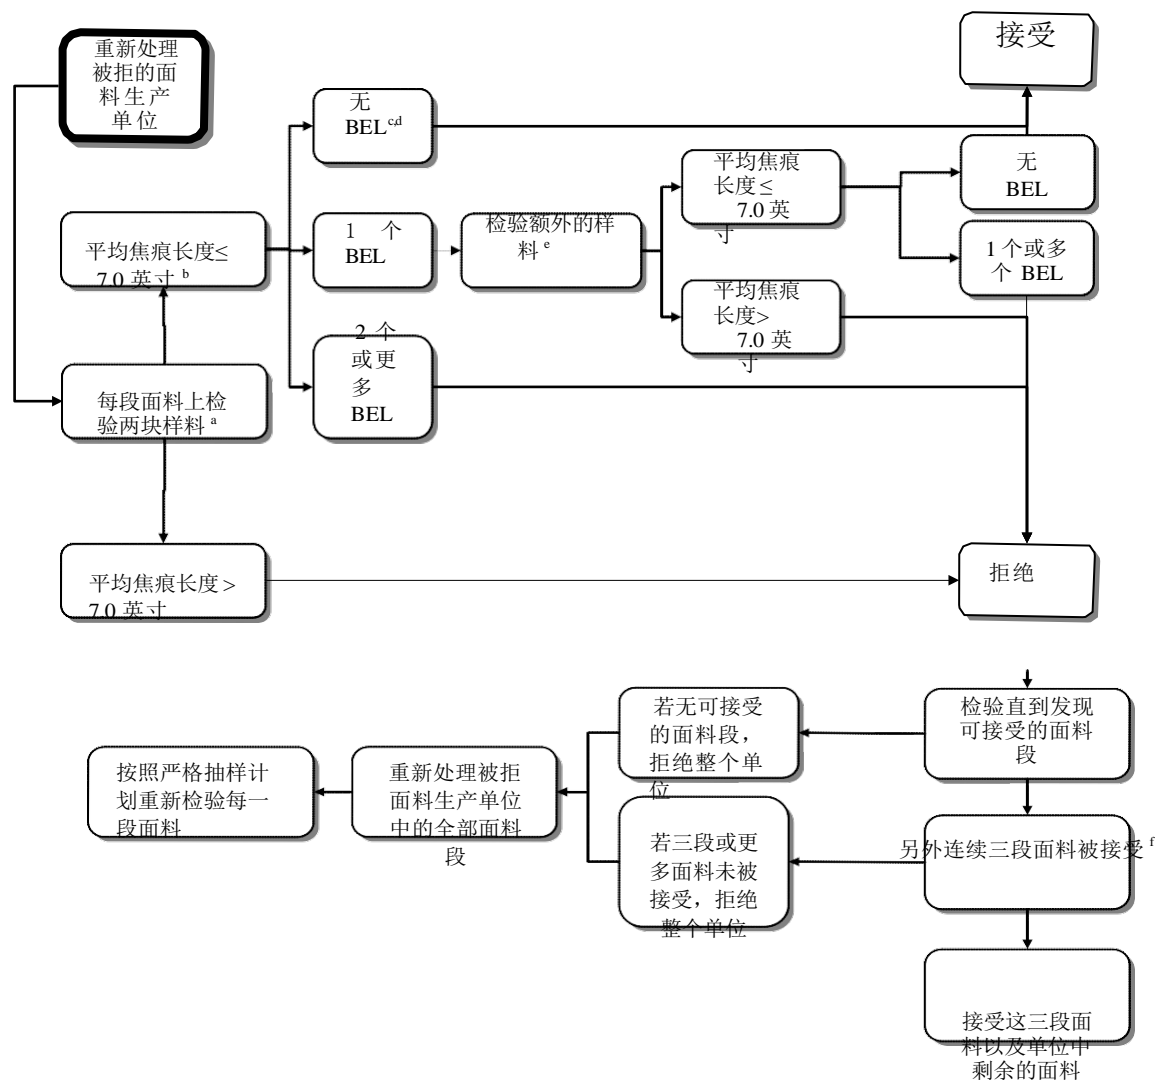 重新处理
被拒的面
料生产
单位
接受
无
BELc,d
平均焦痕
长度≤
7.0 英
寸
无
BEL
平均焦痕长度≤
7.0 英寸 b
1 个
BEL
检验额外的样
料 e
1 个或多
个 BEL
平均焦痕
长度>
7.0 英
寸
2 个
或更
多
BEL
每段面料上检
验两块样料 a
平均焦痕长度 >
7.0 英寸
拒绝
若无可接受
的面料段，
拒绝整个单
位
检验直到发现
可接受的面料
段
按照严格抽样计
划重新检验每一
段面料
重新处理被拒
面料生产单位
中的全部面料
段
若三段或更
多面料未被
接受，拒绝
整个单位
另外连续三段面料被接受 f
接受这三段面
料以及单位中
剩余的面料